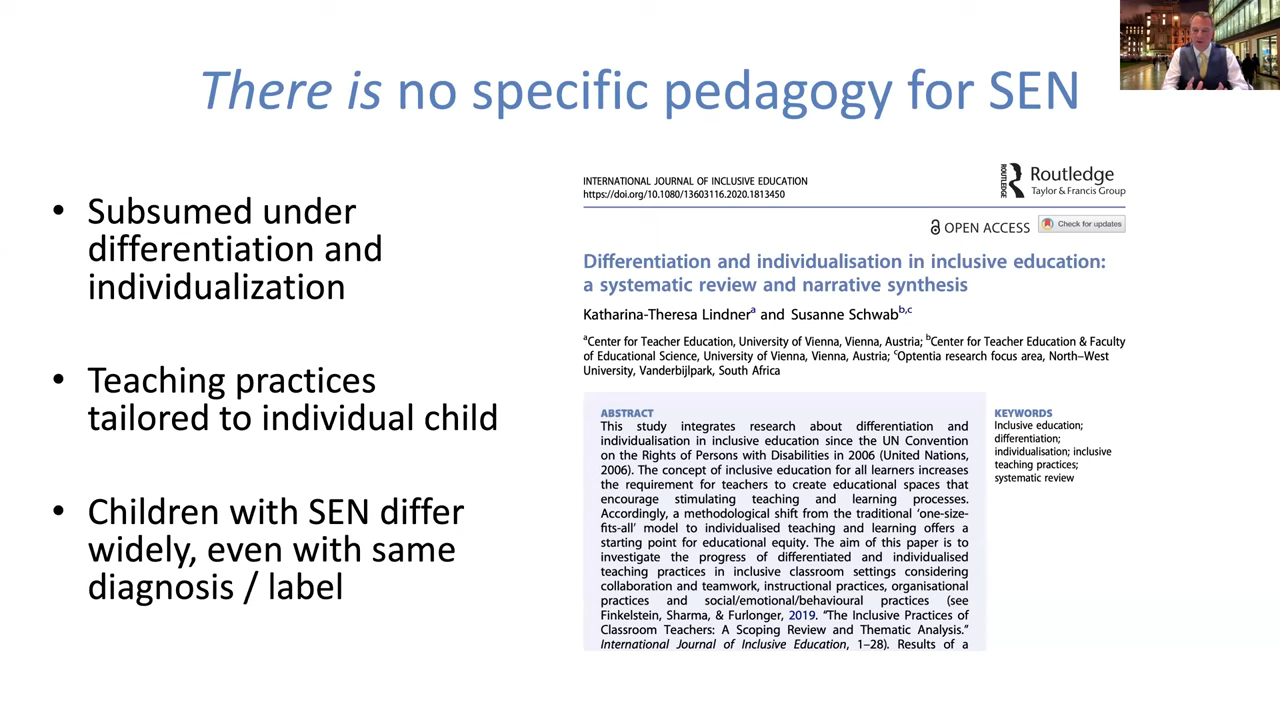 There is no specific pedagogy for SEN
• Subsumed under
differentiation and
individualization
• Teaching practices
tailored to individual child
• Children with SEN differ
widely, even with same
diagnosis / label
INTERNATIONAL JOURNAL OF INCLUSIVE EDUCATION
https://doi.org/10.1080/13603116.2020.1813450
ROUTLEDGE
Routledge
Taylor & Francis Group
OPEN ACCESS
Check for updates
Differentiation and individualisation in inclusive education:
a systematic review and narrative synthesis
Katharina-Theresa Lindnerᵃ and Susanne Schwabᵇ,ᶜ
ᵃCenter for Teacher Education, University of Vienna, Vienna, Austria; ᵇCenter for Teacher Education & Faculty
of Educational Science, University of Vienna, Vienna, Austria; ᶜOptentia research focus area, North–West
University, Vanderbijlpark, South Africa
ABSTRACT
This study integrates research about differentiation and
individualisation in inclusive education since the UN Convention
on the Rights of Persons with Disabilities in 2006 (United Nations,
2006). The concept of inclusive education for all learners increases
the requirement for teachers to create educational spaces that
encourage stimulating teaching and learning processes.
Accordingly, a methodological shift from the traditional ‘one-size-
fits-all’ model to individualised teaching and learning offers a
starting point for educational equity. The aim of this paper is to
investigate the progress of differentiated and individualised
teaching practices in inclusive classroom settings considering
collaboration and teamwork, instructional practices, organisational
practices and social/emotional/behavioural practices (see
Finkelstein, Sharma, & Furlonger, 2019. “The Inclusive Practices of
Classroom Teachers: A Scoping Review and Thematic Analysis.”
International Journal of Inclusive Education, 1–28). Results of a
KEYWORDS
Inclusive education;
differentiation;
individualisation; inclusive
teaching practices;
systematic review